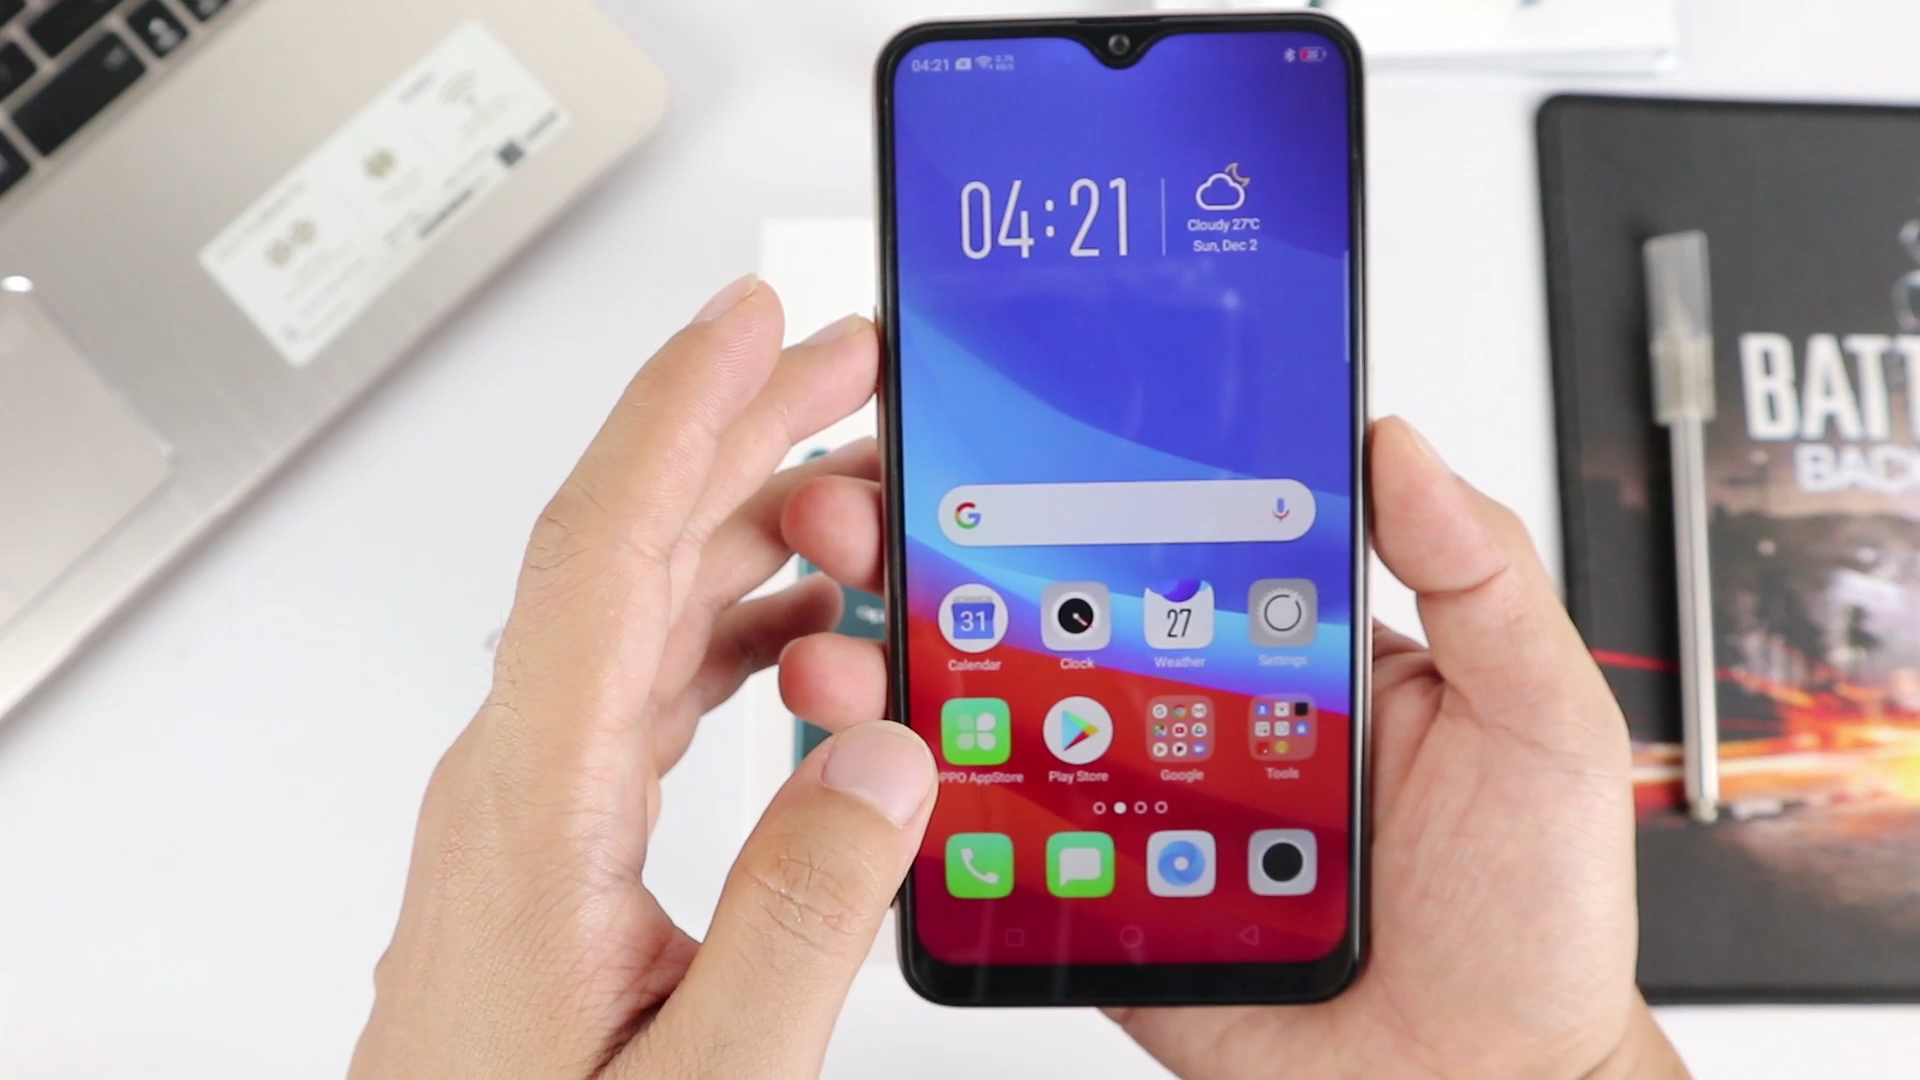 04:21
04:21
Cloudy 27°C
Sun, Dec 2
G
31
27
Calendar
Clock
Weather
Settings
PPO AppStore
Play Store
Google
Tools
BATT
BACK